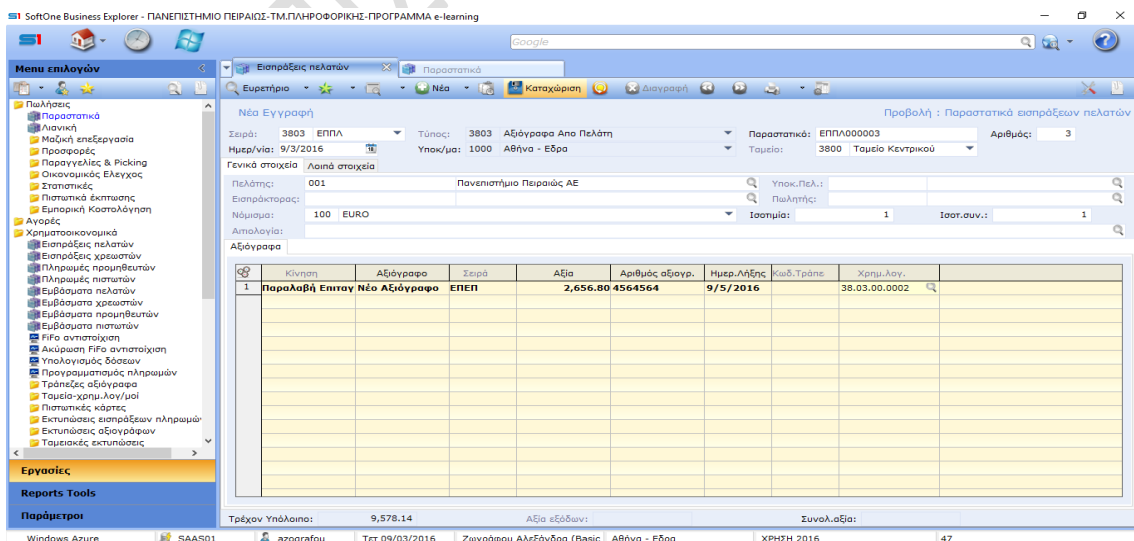 S1 SoftOne Business Explorer - ΠΑΝΕΠΙΣΤΗΜΙΟ ΠΕΙΡΑΙΩΣ-ΤΜ.ΠΛΗΡΟΦΟΡΙΚΗΣ-ΠΡΟΓΡΑΜΜΑ e-learning
S1 Google
Menu επιλογών Εισπράξεις πελατών Παραστατικά
Ευρετήριο Νέα Καταχώριση Διαγραφή
Πωλήσεις
Παραστατικά
Λιανική
Μαζική επεξεργασία
Προσφορές
Παραγγελίες & Picking
Οικονομικός Ελεγχος
Στατιστικές
Πιστωτικά έκπτωσης
Εμπορική Κοστολόγηση
Αγορές
Χρηματοοικονομικά
Εισπράξεις πελατών
Εισπράξεις χρεωστών
Πληρωμές προμηθευτών
Πληρωμές πιστωτών
Εμβάσματα πελατών
Εμβάσματα χρεωστών
Εμβάσματα προμηθευτών
Εμβάσματα πιστωτών
FiFo αντιστοίχιση
Ακύρωση FiFo αντιστοίχιση
Υπολογισμός δόσεων
Προγραμματισμός πληρωμών
Τράπεζες αξιόγραφα
Ταμεία-χρημ.λογ/μοί
Πιστωτικές κάρτες
Εκτυπώσεις εισπράξεων πληρωμώ
Εκτυπώσεις αξιογράφων
Ταμειακές εκτυπώσεις
Εργασίες
Reports Tools
Παράμετροι
Νέα Εγγραφή Προβολή : Παραστατικά εισπράξεων πελατών
Σειρά: 3803 ΕΠΠΛ Τύπος: 3803 Αξιόγραφα Απο Πελάτη Παραστατικό: ΕΠΠΛ000003 Αριθμός: 3
Ημερ/νία: 9/3/2016 Υποκ/μα: 1000 Αθήνα - Εδρα Ταμείο: 3800 Ταμείο Κεντρικού
Γενικά στοιχεία Λοιπά στοιχεία
Πελάτης: 001 Πανεπιστήμιο Πειραιώς ΑΕ Υποκ.Πελ.:
Εισπράκτορας: Πωλητής:
Νόμισμα: 100 EURO Ισοτιμία: 1 Ισοτ.συν.: 1
Αιτιολογία:
Αξιόγραφα
Κίνηση Αξιόγραφο Σειρά Αξία Αριθμός αξιογρ. Ημερ.Λήξης Κωδ.Τράπε Χρημ.λογ.
1 Παραλαβή Επιταγ Νέο Αξιόγραφο ΕΠΕΠ 2,656.80 4564564 9/5/2016 38.03.00.0002
Τρέχον Υπόλοιπο: 9,578.14 Αξία εξόδων: Συνολ.αξία:
Windows Azure SAAS01 azografou Τετ 09/03/2016 Ζωγράφου Αλεξάνδρα (Basic Αθήνα - Εδρα ΧΡΗΣΗ 2016 47